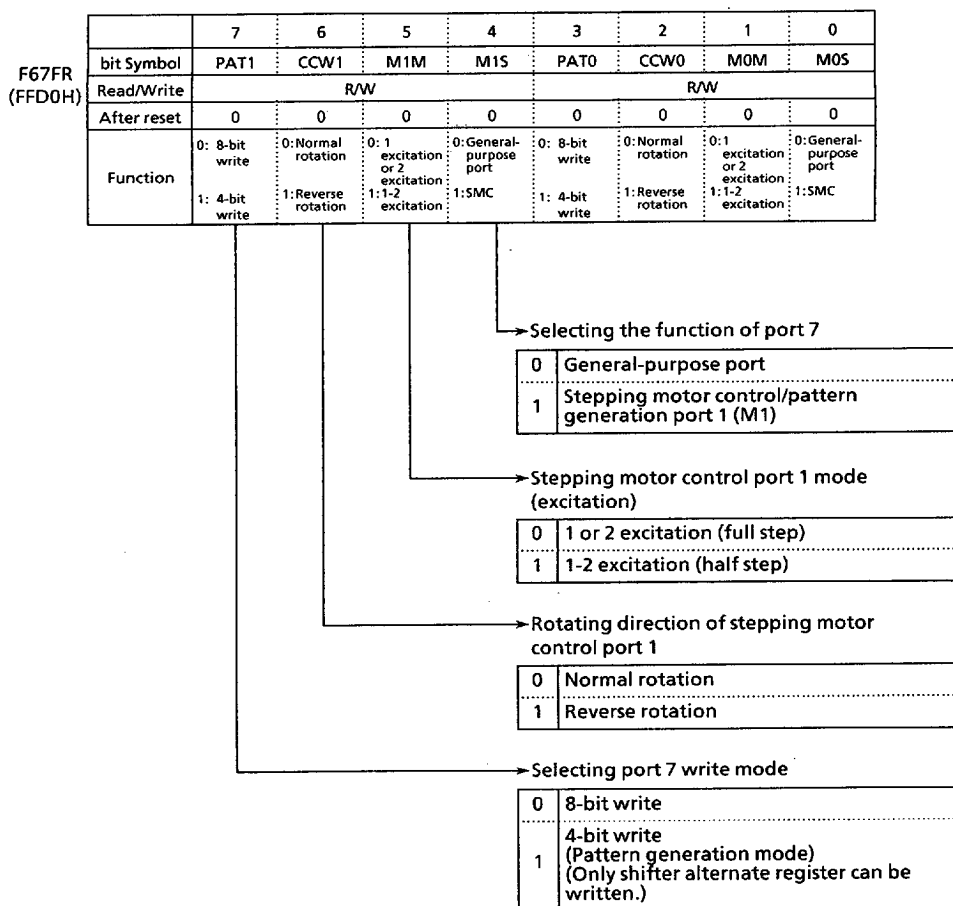 7 6 5 4 3 2 1 0
F67FR
(FFD0H)
bit Symbol PAT1 CCW1 M1M M1S PAT0 CCW0 M0M M0S
Read/Write R/W R/W
After reset 0 0 0 0 0 0 0 0
Function
0: 8-bit write
1: 4-bit write
0:Normal rotation
1:Reverse rotation
0:1 excitation or 2 excitation
1:1-2 excitation
0:General-purpose port
1:SMC
0: 8-bit write
1: 4-bit write
0:Normal rotation
1:Reverse rotation
0:1 excitation or 2 excitation
1:1-2 excitation
0:General-purpose port
1:SMC
Selecting the function of port 7
0 General-purpose port
1 Stepping motor control/pattern
generation port 1 (M1)
Stepping motor control port 1 mode
(excitation)
0 1 or 2 excitation (full step)
1 1-2 excitation (half step)
Rotating direction of stepping motor
control port 1
0 Normal rotation
1 Reverse rotation
Selecting port 7 write mode
0 8-bit write
1 4-bit write
(Pattern generation mode)
(Only shifter alternate register can be
written.)